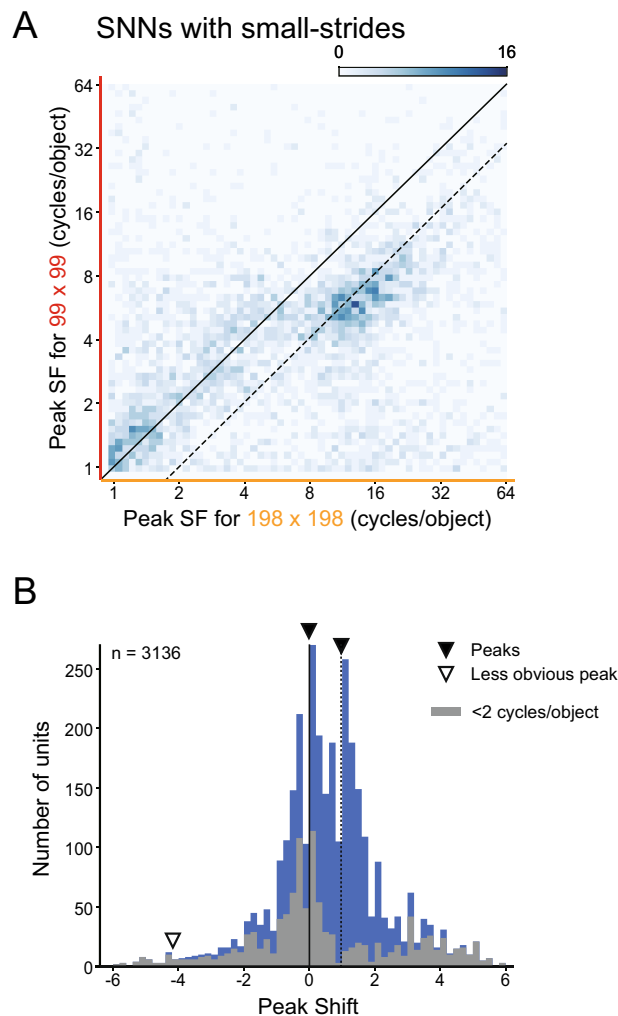 A
SNNs with small-strides
0 16
64
32
16
8
4
2
1
Peak SF for 99 x 99 (cycles/object)
1 2 4 8 16 32 64
Peak SF for 198 x 198 (cycles/object)
B
n = 3136
Peaks
Less obvious peak
<2 cycles/object
250
200
150
100
50
0
Number of units
-6 -4 -2 0 2 4 6
Peak Shift